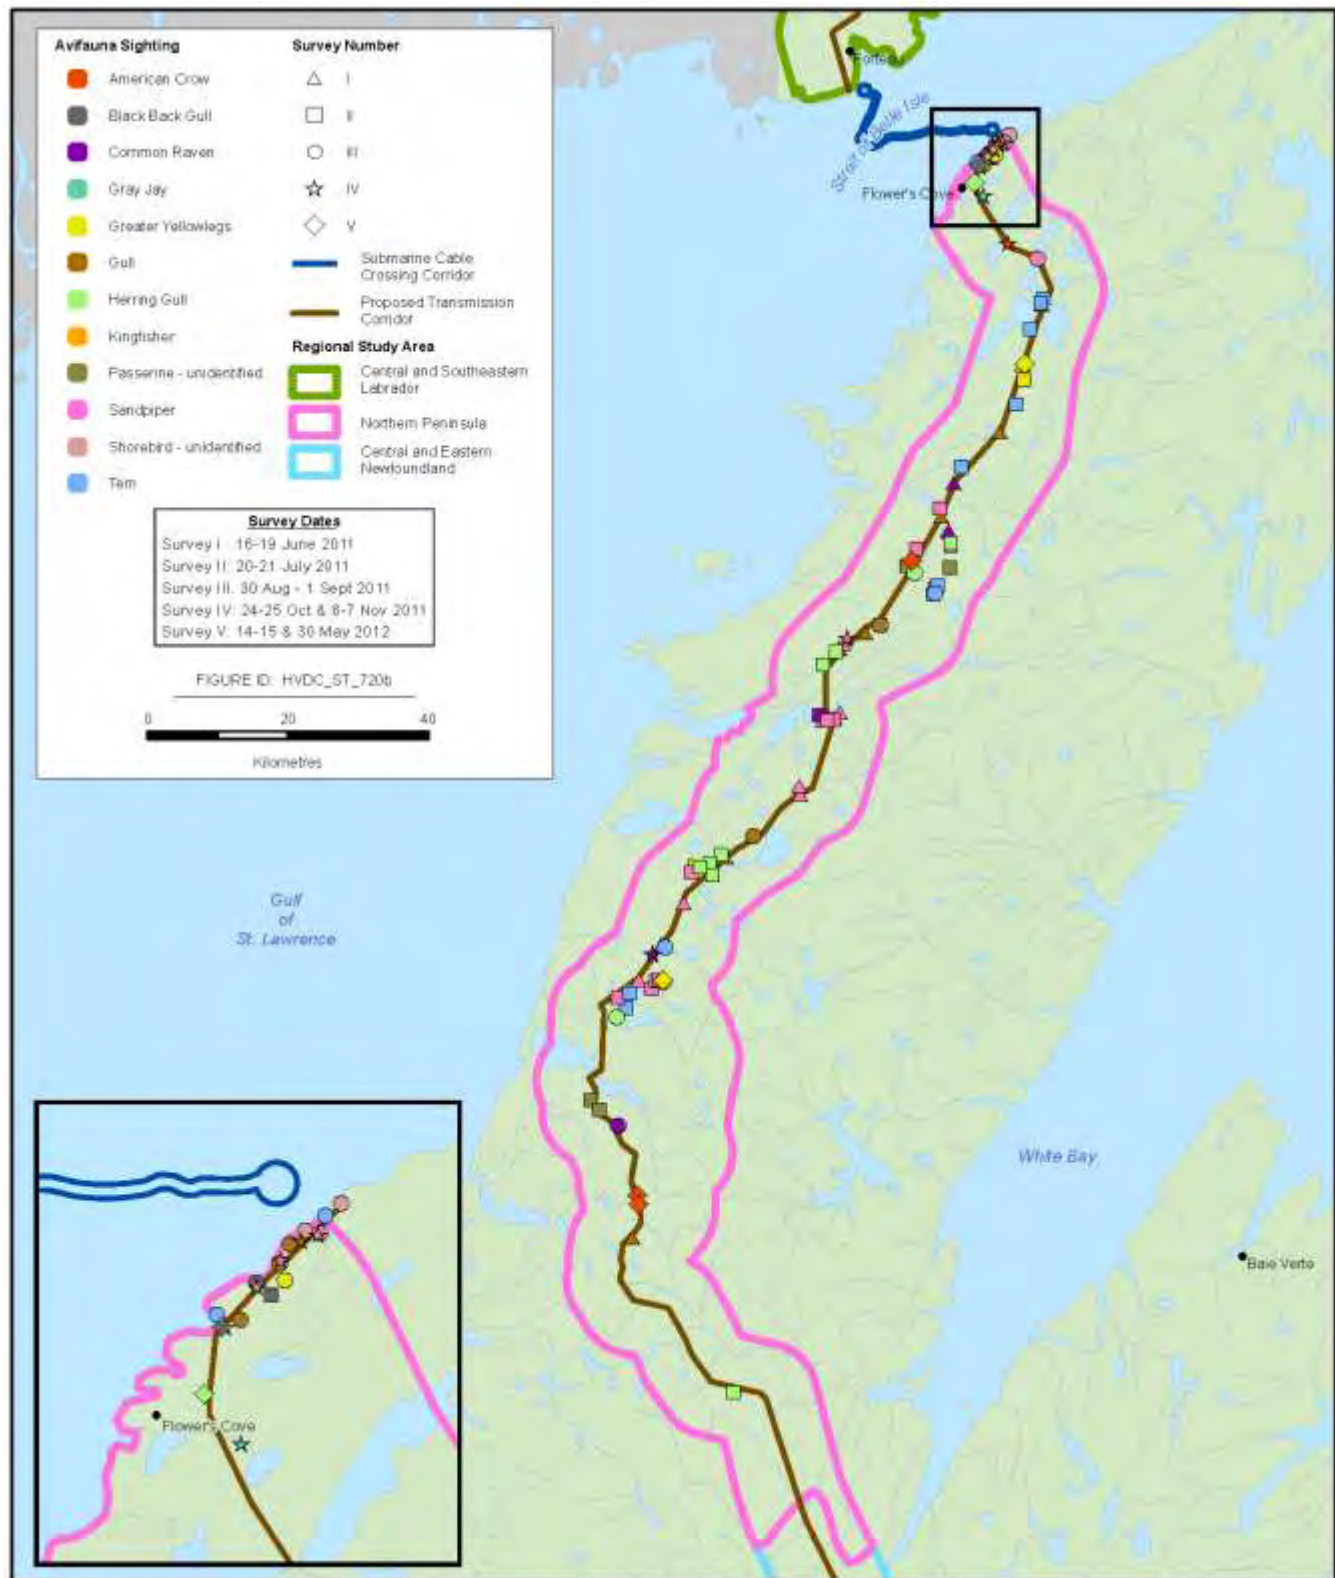 Avifauna Sighting
American Crow
Black Back Gull
Common Raven
Gray Jay
Greater Yellowlegs
Gull
Herring Gull
Kingfisher
Passerine - unidentified
Sandpiper
Shorebird - unidentified
Tern
Survey Number
I
II
III
IV
V
Submarine Cable
Crossing Corridor
Proposed Transmission
Corridor
Regional Study Area
Central and Southeastern
Labrador
Northern Peninsula
Central and Eastern
Newfoundland
Survey Dates
Survey I: 16-19 June 2011
Survey II: 20-21 July 2011
Survey III: 30 Aug - 1 Sept 2011
Survey IV: 24-25 Oct & 6-7 Nov 2011
Survey V: 14-15 & 30 May 2012
FIGURE ID: HVDC_ST_720b
0 20 40
Kilometres
Forteau
Strait of Belle Isle
Flower's Cove
Gulf
of
St. Lawrence
White Bay
Baie Verte
Flower's Cove